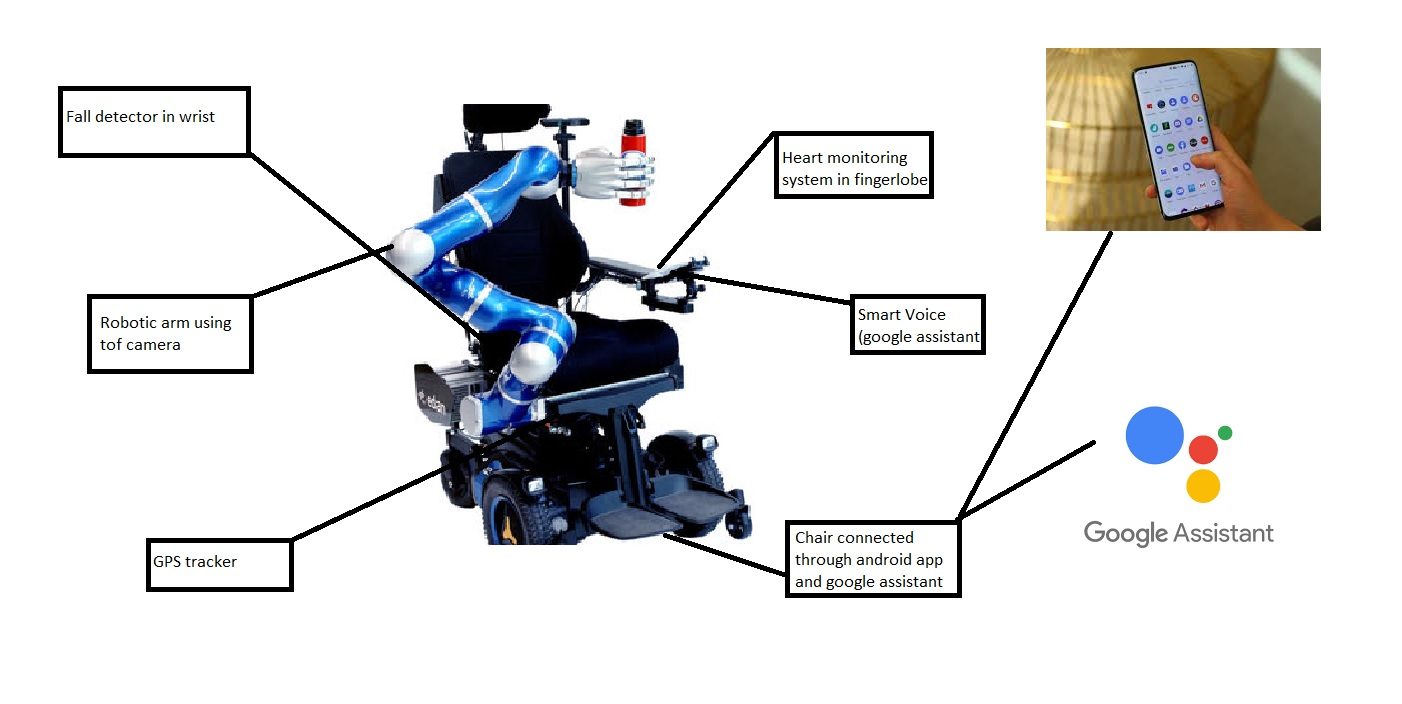 Fall detector in wrist
Heart monitoring
system in fingerlobe
Robotic arm using
tof camera
Smart Voice
(google assistant
GPS tracker
Chair connected
through android app
and google assistant
Google Assistant